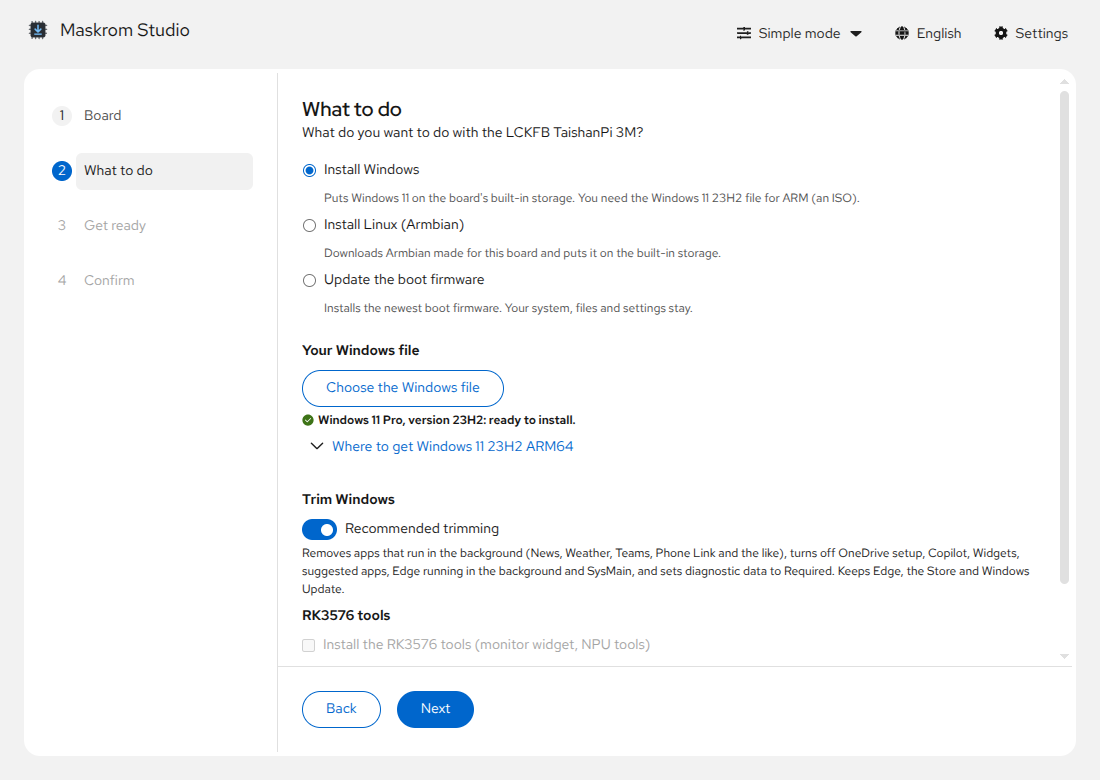 Maskrom Studio
Simple mode
English
Settings
1 Board
2 What to do
3 Get ready
4 Confirm
What to do
What do you want to do with the LCKFB TaishanPi 3M?
Install Windows
Puts Windows 11 on the board's built-in storage. You need the Windows 11 23H2 file for ARM (an ISO).
Install Linux (Armbian)
Downloads Armbian made for this board and puts it on the built-in storage.
Update the boot firmware
Installs the newest boot firmware. Your system, files and settings stay.
Your Windows file
Choose the Windows file
Windows 11 Pro, version 23H2: ready to install.
Where to get Windows 11 23H2 ARM64
Trim Windows
Recommended trimming
Removes apps that run in the background (News, Weather, Teams, Phone Link and the like), turns off OneDrive setup, Copilot, Widgets,
suggested apps, Edge running in the background and SysMain, and sets diagnostic data to Required. Keeps Edge, the Store and Windows
Update.
RK3576 tools
Install the RK3576 tools (monitor widget, NPU tools)
Back
Next